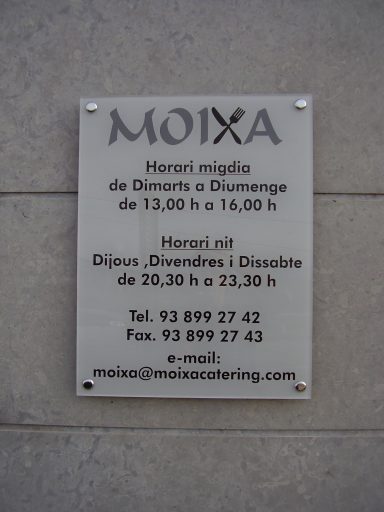 MOIXA
Horari migdia
de Dimarts a Diumenge
de 13,00 h a 16,00 h
Horari nit
Dijous ,Divendres i Dissabte
de 20,30 h a 23,30 h
Tel. 93 899 27 42
Fax. 93 899 27 43
e-mail:
moixa@moixacatering.com